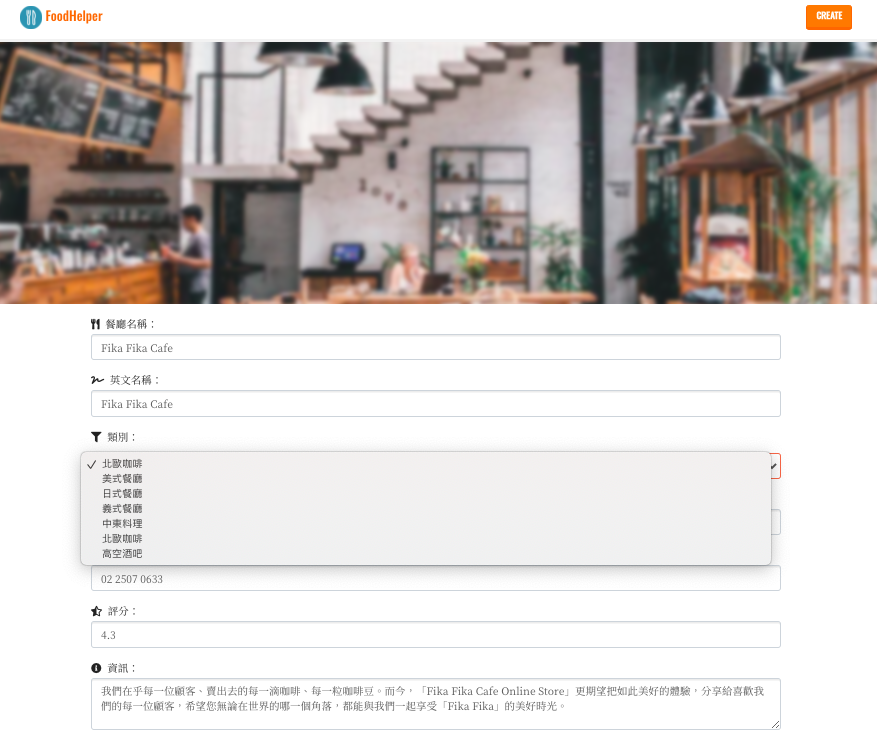 FoodHelper
CREATE
餐廳名稱：
Fika Fika Cafe
英文名稱：
Fika Fika Cafe
類別：
✓ 北歐咖啡
美式餐廳
日式餐廳
義式餐廳
中東料理
北歐咖啡
高空酒吧
02 2507 0633
評分：
4.3
資訊：
我們在乎每一位顧客、賣出去的每一滴咖啡、每一粒咖啡豆。而今，「Fika Fika Cafe Online Store」更期望把如此美好的體驗，分享給喜歡我
們的每一位顧客，希望您無論在世界的哪一個角落，都能與我們一起享受「Fika Fika」的美好時光。